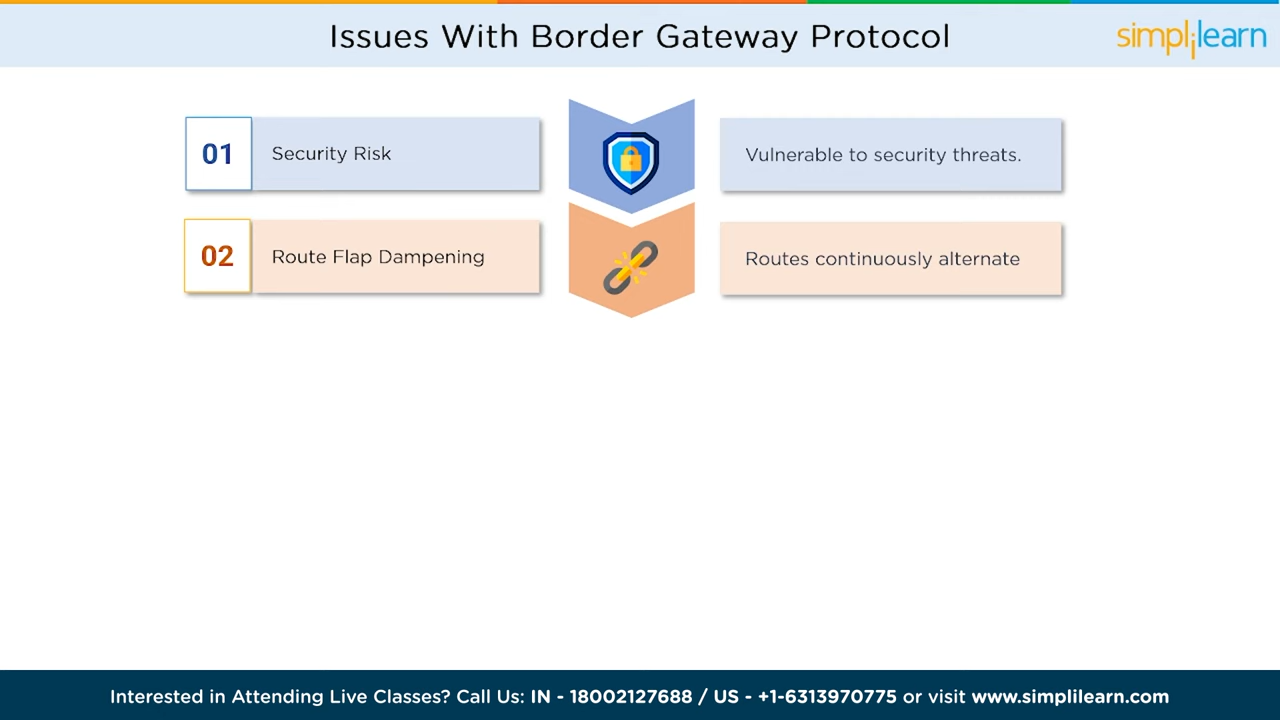 Issues With Border Gateway Protocol
simplilearn
01
Security Risk
Vulnerable to security threats.
02
Route Flap Dampening
Routes continuously alternate
Interested in Attending Live Classes? Call Us: IN - 18002127688 / US - +1-6313970775 or visit www.simplilearn.com